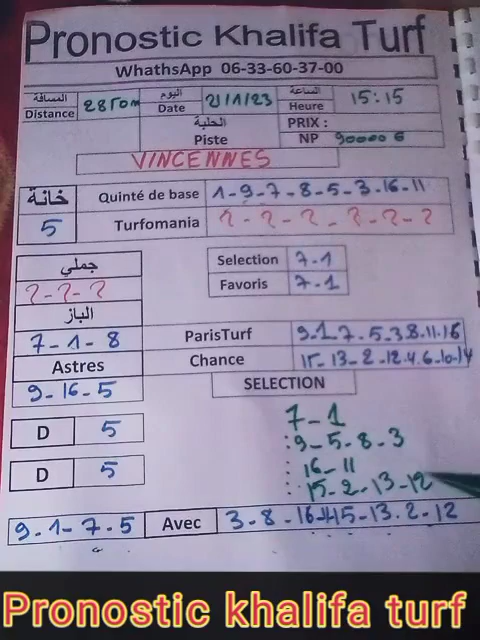 Pronostic Khalifa Turf
WhathsApp 06-33-60-37-00
المسافة
Distance
2850m
اليوم
Date
21/1/23
الساعة
Heure
15:15
الحلبة
Piste
PRIX :
NP 90000 €
VINCENNES
خانة
5
Quinté de base 1-9-7-8-5-3-16-11
Turfomania ?-?-?-?-?-?
جملي
?-?-?
الباز
7-1-8
Astres
9-16-5
Selection 7-1
Favoris 7-1
ParisTurf 9-1.7-5-3.8.11.16
Chance 15-13-2-12.4.6-10-14
SELECTION
D 5
D 5
7-1
:9-5-8-3
:16-11
:15-2-13-12
9.1-7.5 Avec 3-8-16-11-15-13.2-12
Pronostic khalifa turf